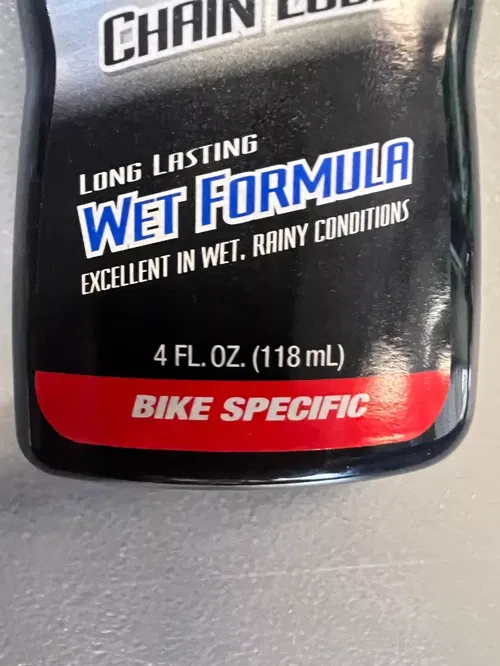 CHAIN
LONG LASTING
WET FORMULA
EXCELLENT IN WET, RAINY CONDITIONS
4 FL. OZ. (118 mL)
BIKE SPECIFIC